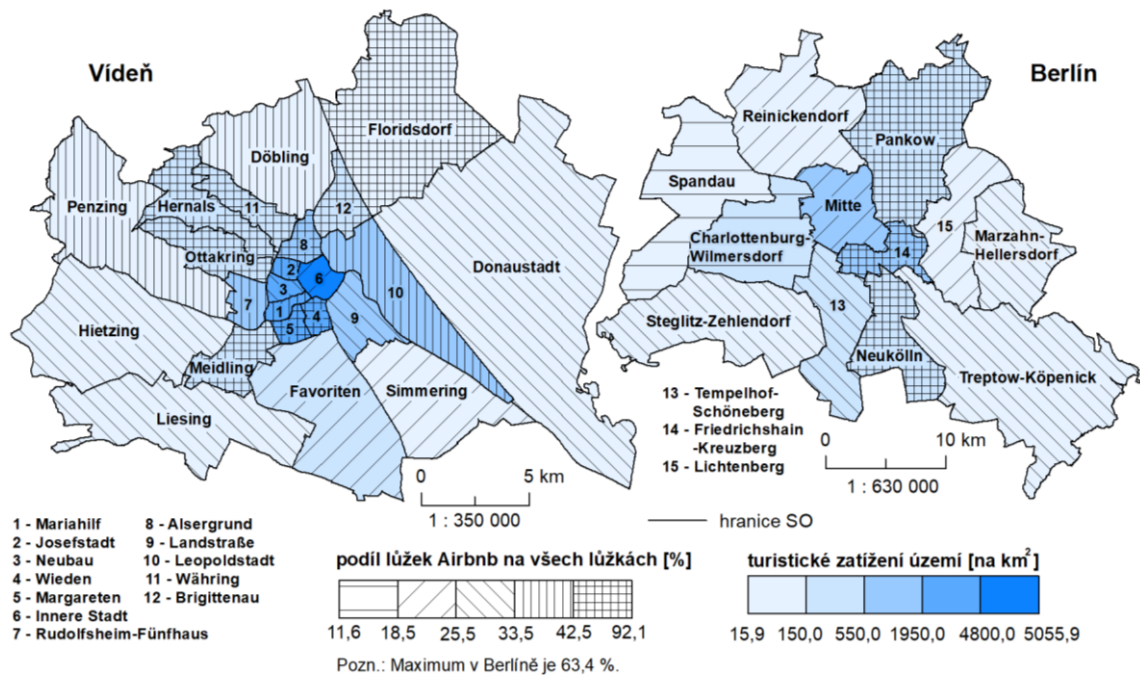 Vídeň
Berlín
Floridsdorf
Döbling
Penzing
Hernals
11
12
Ottakring
8
2
6
3
7
1
4
5
9
10
Donaustadt
Hietzing
Meidling
Favoriten
Simmering
Liesing
Reinickendorf
Pankow
Spandau
Mitte
Charlottenburg-
Wilmersdorf
14
15
Marzahn-
Hellersdorf
13
Steglitz-Zehlendorf
Neukölln
Treptow-Köpenick
13 - Tempelhof-
Schöneberg
14 - Friedrichshain
-Kreuzberg
15 - Lichtenberg
0 5 km
1 : 350 000
0 10 km
1 : 630 000
hranice SO
1 - Mariahilf
2 - Josefstadt
3 - Neubau
4 - Wieden
5 - Margareten
6 - Innere Stadt
7 - Rudolfsheim-Fünfhaus
8 - Alsergrund
9 - Landstraße
10 - Leopoldstadt
11 - Währing
12 - Brigittenau
podíl lůžek Airbnb na všech lůžkách [%]
11,6 18,5 25,5 33,5 42,5 92,1
Pozn.: Maximum v Berlíně je 63,4 %.
turistické zatížení území [na km²]
15,9 150,0 550,0 1950,0 4800,0 5055,9